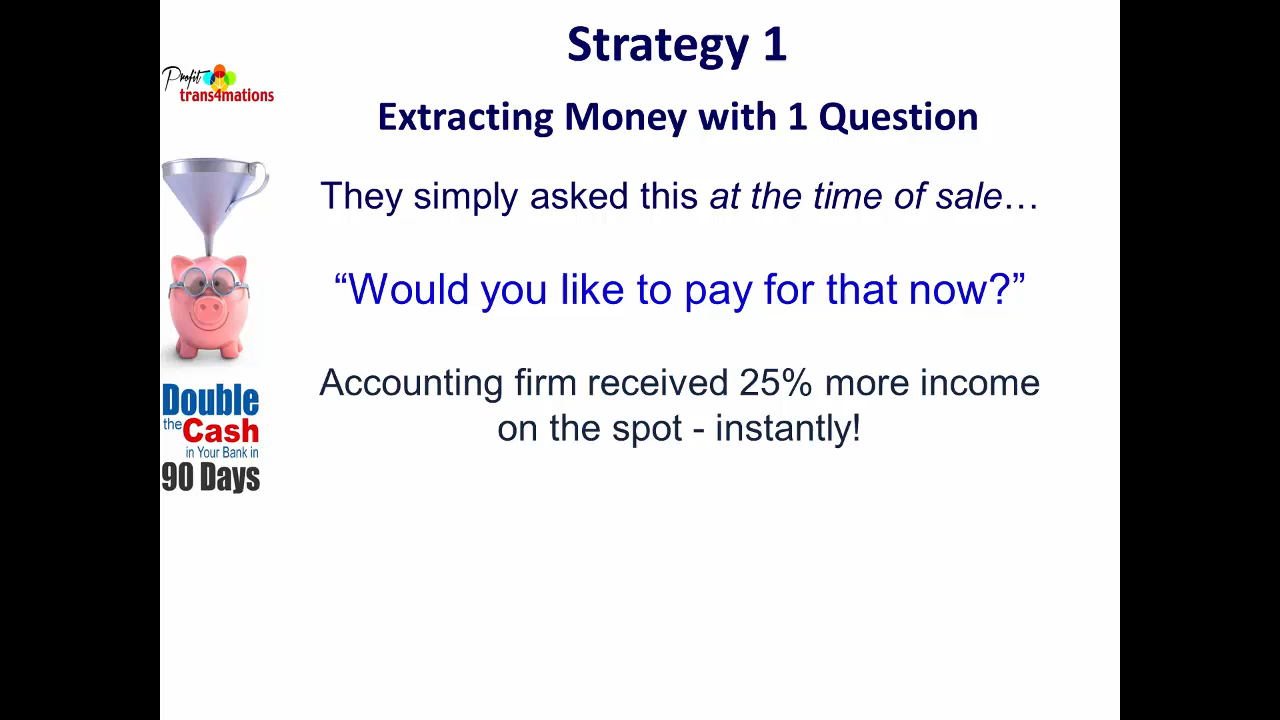 Strategy 1
Profit
trans4mations
Extracting Money with 1 Question
They simply asked this at the time of sale…
“Would you like to pay for that now?”
Accounting firm received 25% more income
on the spot - instantly!
Double
the Cash
in Your Bank in
90 Days